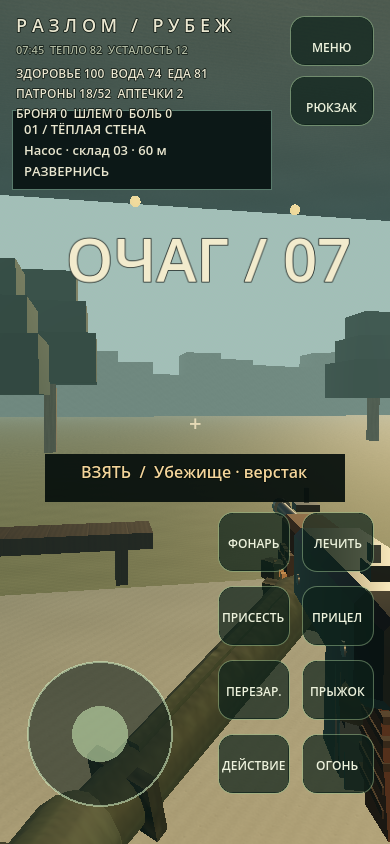 РАЗЛОМ / РУБЕЖ
07:45 ТЕПЛО 82 УСТАЛОСТЬ 12
ЗДОРОВЬЕ 100 ВОДА 74 ЕДА 81
ПАТРОНЫ 18/52 АПТЕЧКИ 2
БРОНЯ 0 ШЛЕМ 0 БОЛЬ 0
МЕНЮ
РЮКЗАК
01 / ТЁПЛАЯ СТЕНА
Насос · склад 03 · 60 м
РАЗВЕРНИСЬ
ОЧАГ / 07
ВЗЯТЬ / Убежище · верстак
ФОНАРЬ
ЛЕЧИТЬ
ПРИСЕСТЬ
ПРИЦЕЛ
ПЕРЕЗАР.
ПРЫЖОК
ДЕЙСТВИЕ
ОГОНЬ